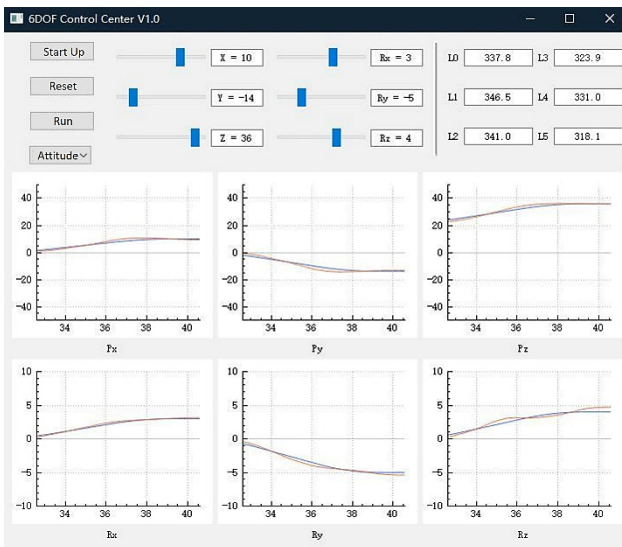 6DOF Control Center V1.0
Start Up X = 10 Rx = 3 L0 337.8 L3 323.9
Reset Y = -14 Ry = -5 L1 346.5 L4 331.0
Run
Z = 36 Rz = 4 L2 341.0 L5 318.1
Attitude
40 40 40
20 20 20
0 0 0
-20 -20 -20
-40 -40 -40
34 36 38 40 34 36 38 40 34 36 38 40
Px Py Pz
10 10 10
5 5 5
0 0 0
-5 -5 -5
-10 -10 -10
34 36 38 40 34 36 38 40 34 36 38 40
Rx Ry Rz